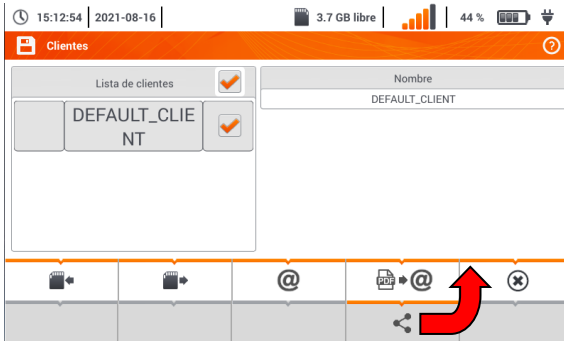 15:12:54 2021-08-16 3.7 GB libre 44 %
Clientes ?
Lista de clientes
Nombre
DEFAULT_CLIE
NT
DEFAULT_CLIENT
@
PDF @